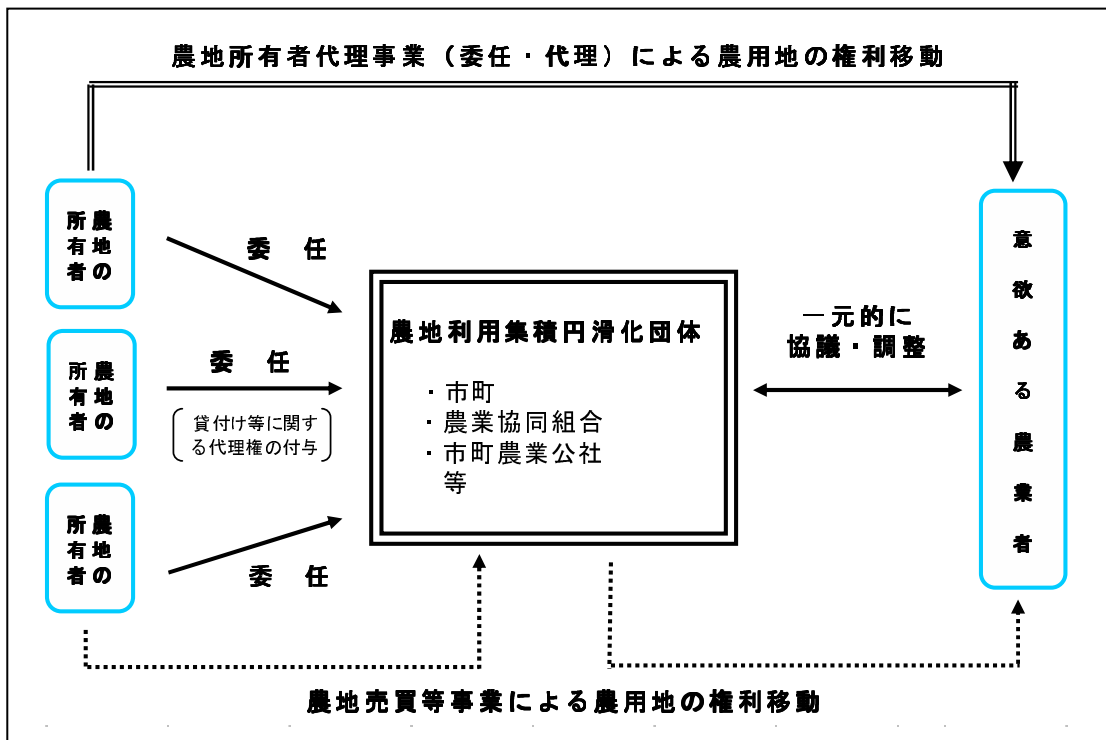 農地所有者代理事業（委任・代理）による農用地の権利移動
農地の
所有者
委 任
農地の
所有者
委 任
貸付け等に関す
る代理権の付与
農地の
所有者
委 任
農地利用集積円滑化団体
・市町
・農業協同組合
・市町農業公社
等
一元的に
協議・調整
意欲ある農業者
農地売買等事業による農用地の権利移動